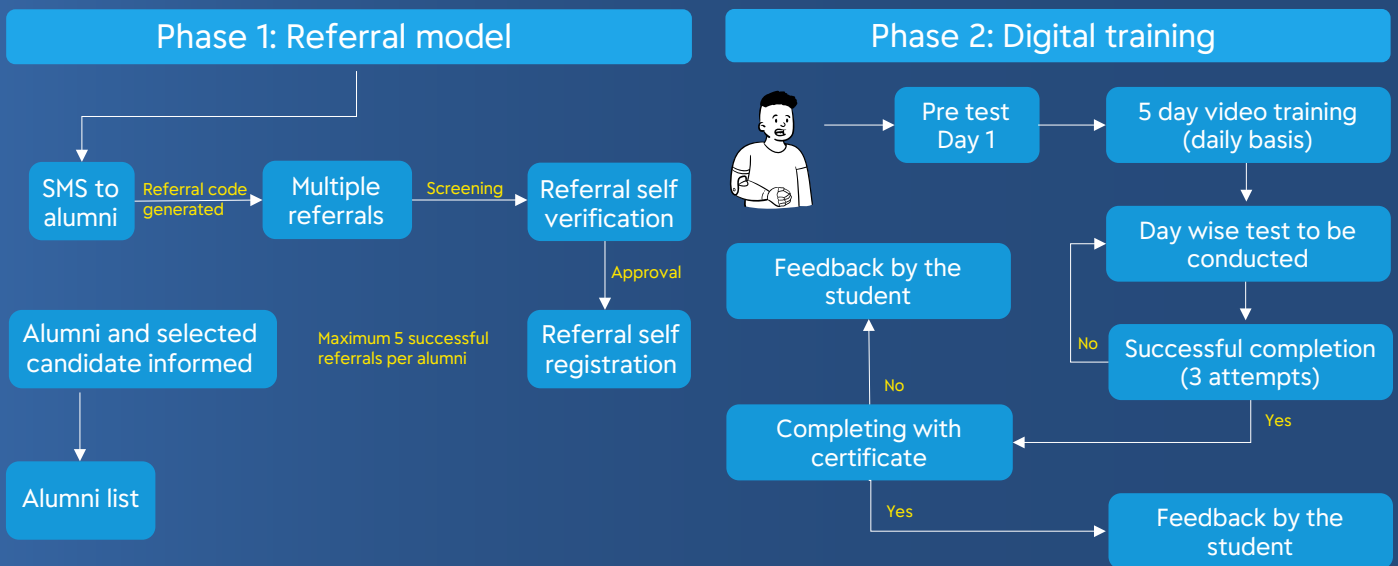 Phase 1: Referral model
SMS to
alumni
Referral code
generated
Multiple
referrals
Screening
Referral self
verification
Approval
Referral self
registration
Maximum 5 successful
referrals per alumni
Alumni and selected
candidate informed
Alumni list
Phase 2: Digital training
Pre test
Day 1
5 day video training
(daily basis)
Day wise test to be
conducted
Successful completion
(3 attempts)
No
Yes
Completing with
certificate
No
Feedback by the
student
Yes
Feedback by the
student